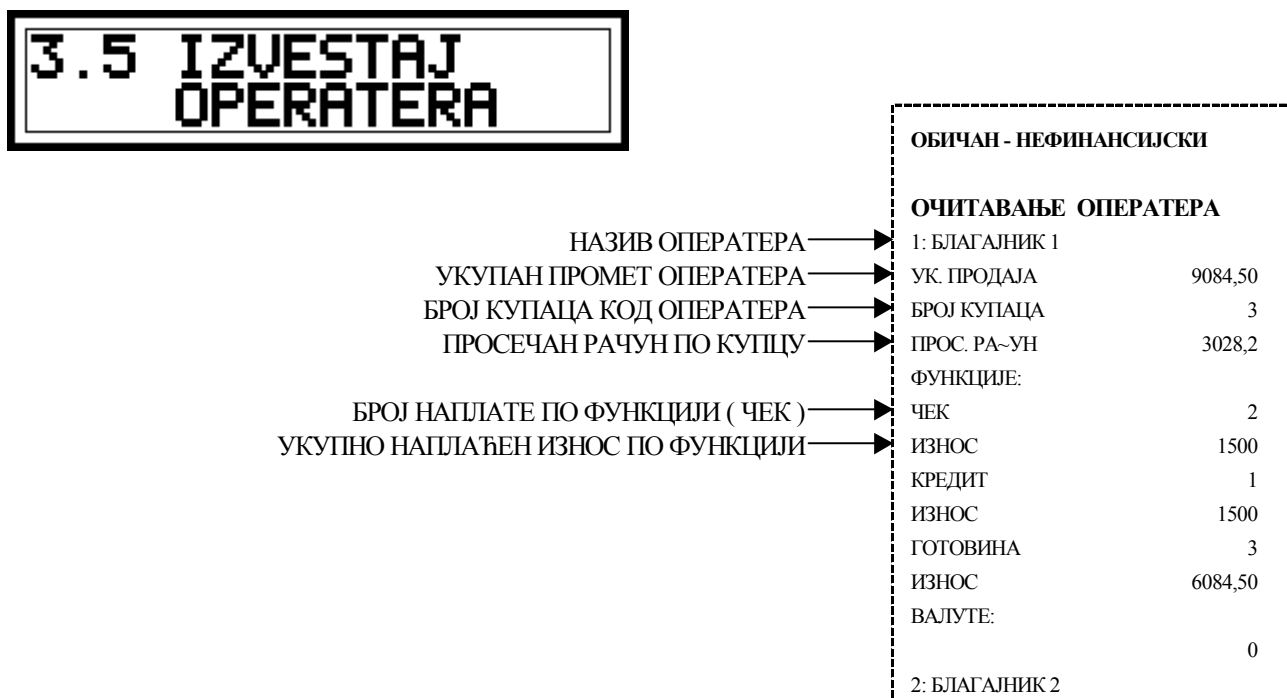 3.5 IZVESTAJ
OPERATERA
ОБИЧАН - НЕФИНАНСИЈСКИ
ОЧИТАВАЊЕ ОПЕРАТЕРА
НАЗИВ ОПЕРАТЕРА 1: БЛАГАЈНИК 1
УКУПАН ПРОМЕТ ОПЕРАТЕРА УК. ПРОДАЈА 9084,50
БРОЈ КУПАЦА КОД ОПЕРАТЕРА БРОЈ КУПАЦА 3
ПРОСЕЧАН РАЧУН ПО КУПЦУ ПРОС. РА~УН 3028,2
ФУНКЦИЈЕ:
БРОЈ НАПЛАТЕ ПО ФУНКЦИЈИ ( ЧЕК ) ЧЕК 2
УКУПНО НАПЛАЋЕН ИЗНОС ПО ФУНКЦИЈИ ИЗНОС 1500
КРЕДИТ 1
ИЗНОС 1500
ГОТОВИНА 3
ИЗНОС 6084,50
ВАЛУТЕ:
0
2: БЛАГАЈНИК 2